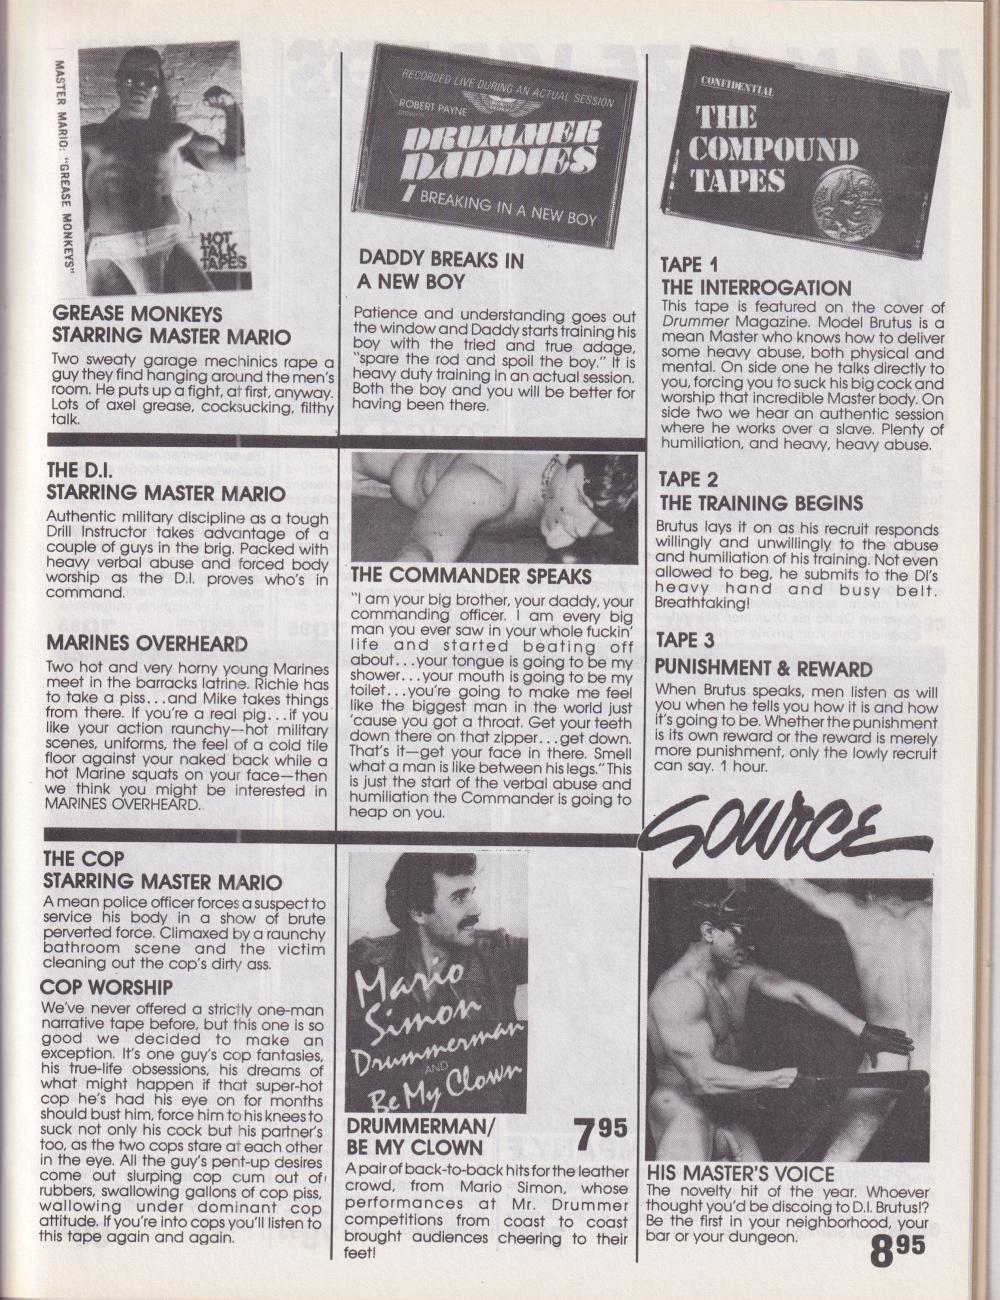 MASTER MARIO: "GREASE MONKEYS"
HOT
TALK
TAPES
GREASE MONKEYS
STARRING MASTER MARIO
Two sweaty garage mechinics rape a
guy they find hanging around the men's
room. He puts up a fight, at first, anyway.
Lots of axel grease, cocksucking, filthy
talk.
THE D.I.
STARRING MASTER MARIO
Authentic military discipline as a tough
Drill Instructor takes advantage of a
couple of guys in the brig. Packed with
heavy verbal abuse and forced body
worship as the D.I. proves who's in
command.
MARINES OVERHEARD
Two hot and very horny young Marines
meet in the barracks latrine. Richie has
to take a piss...and Mike takes things
from there. If you're a real pig...if you
like your action raunchy—hot military
scenes, uniforms, the feel of a cold tile
floor against your naked back while a
hot Marine squats on your face—then
we think you might be interested in
MARINES OVERHEARD.
THE COP
STARRING MASTER MARIO
A mean police officer forces a suspect to
service his body in a show of brute
perverted force. Climaxed by a raunchy
bathroom scene and the victim
cleaning out the cop's dirty ass.
COP WORSHIP
We've never offered a strictly one-man
narrative tape before, but this one is so
good we decided to make an
exception. It's one guy's cop fantasies,
his true-life obsessions, his dreams of
what might happen if that super-hot
cop he's had his eye on for months
should bust him, force him to his knees to
suck not only his cock but his partner's
too, as the two cops stare at each other
in the eye. All the guy's pent-up desires
come out slurping cop cum out of
rubbers, swallowing gallons of cop piss,
wallowing under dominant cop
attitude. If you're into cops you'll listen to
this tape again and again.
RECORDED LIVE DURING AN ACTUAL SESSION
ROBERT PAYNE
DRUMMER
DADDIES
1 BREAKING IN A NEW BOY
DADDY BREAKS IN
A NEW BOY
Patience and understanding goes out
the window and Daddy starts training his
boy with the tried and true adage,
"spare the rod and spoil the boy." It is
heavy duty training in an actual session.
Both the boy and you will be better for
having been there.
THE COMMANDER SPEAKS
"I am your big brother, your daddy, your
commanding officer. I am every big
man you ever saw in your whole fuckin'
life and started beating off
about...your tongue is going to be my
shower...your mouth is going to be my
toilet...you're going to make me feel
like the biggest man in the world just
'cause you got a throat. Get your teeth
down there on that zipper...get down.
That's it—get your face in there. Smell
what a man is like between his legs." This
is just the start of the verbal abuse and
humiliation the Commander is going to
heap on you.
Mario
Simon
Drummerman
AND
Be My Clown
DRUMMERMAN/
BE MY CLOWN
795
A pair of back-to-back hits for the leather
crowd, from Mario Simon, whose
performances at Mr. Drummer
competitions from coast to coast
brought audiences cheering to their
feet!
CONFIDENTIAL
THE
COMPOUND
TAPES
TAPE 1
THE INTERROGATION
This tape is featured on the cover of
Drummer Magazine. Model Brutus is a
mean Master who knows how to deliver
some heavy abuse, both physical and
mental. On side one he talks directly to
you, forcing you to suck his big cock and
worship that incredible Master body. On
side two we hear an authentic session
where he works over a slave. Plenty of
humiliation, and heavy, heavy abuse.
TAPE 2
THE TRAINING BEGINS
Brutus lays it on as his recruit responds
willingly and unwillingly to the abuse
and humiliation of his training. Not even
allowed to beg, he submits to the DI's
heavy hand and busy belt.
Breathtaking!
TAPE 3
PUNISHMENT & REWARD
When Brutus speaks, men listen as will
you when he tells you how it is and how
it's going to be. Whether the punishment
is its own reward or the reward is merely
more punishment, only the lowly recruit
can say. 1 hour.
SOURCE
HIS MASTER'S VOICE
The novelty hit of the year. Whoever
thought you'd be discoing to D.I. Brutus!?
Be the first in your neighborhood, your
bar or your dungeon.
895